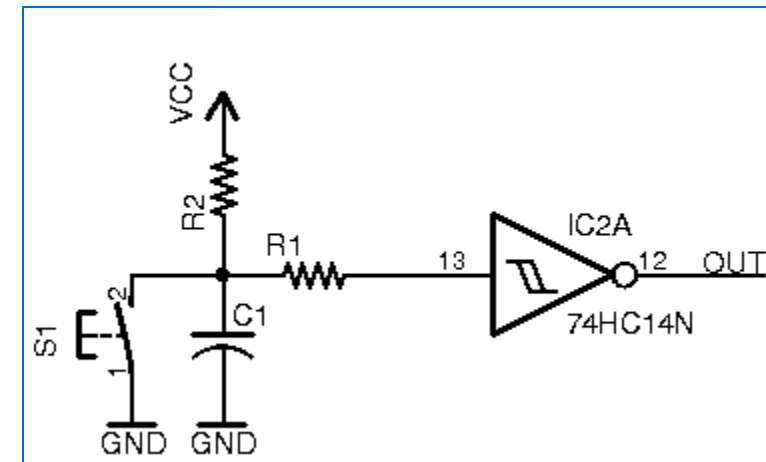 VCC
R2
R1
13
IC2A
12
OUT
74HC14N
S1
2
1
C1
GND
GND